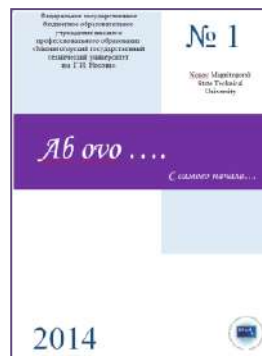 Федеральное государственное
бюджетное образовательное
учреждение высшего
профессионального образования
«Магнитогорский государственный
технический университет
им. Г.И. Носова»
№ 1
Nosov Magnitogorsk
State Technical
University
Ab ovo ....
С самого начала...
2014